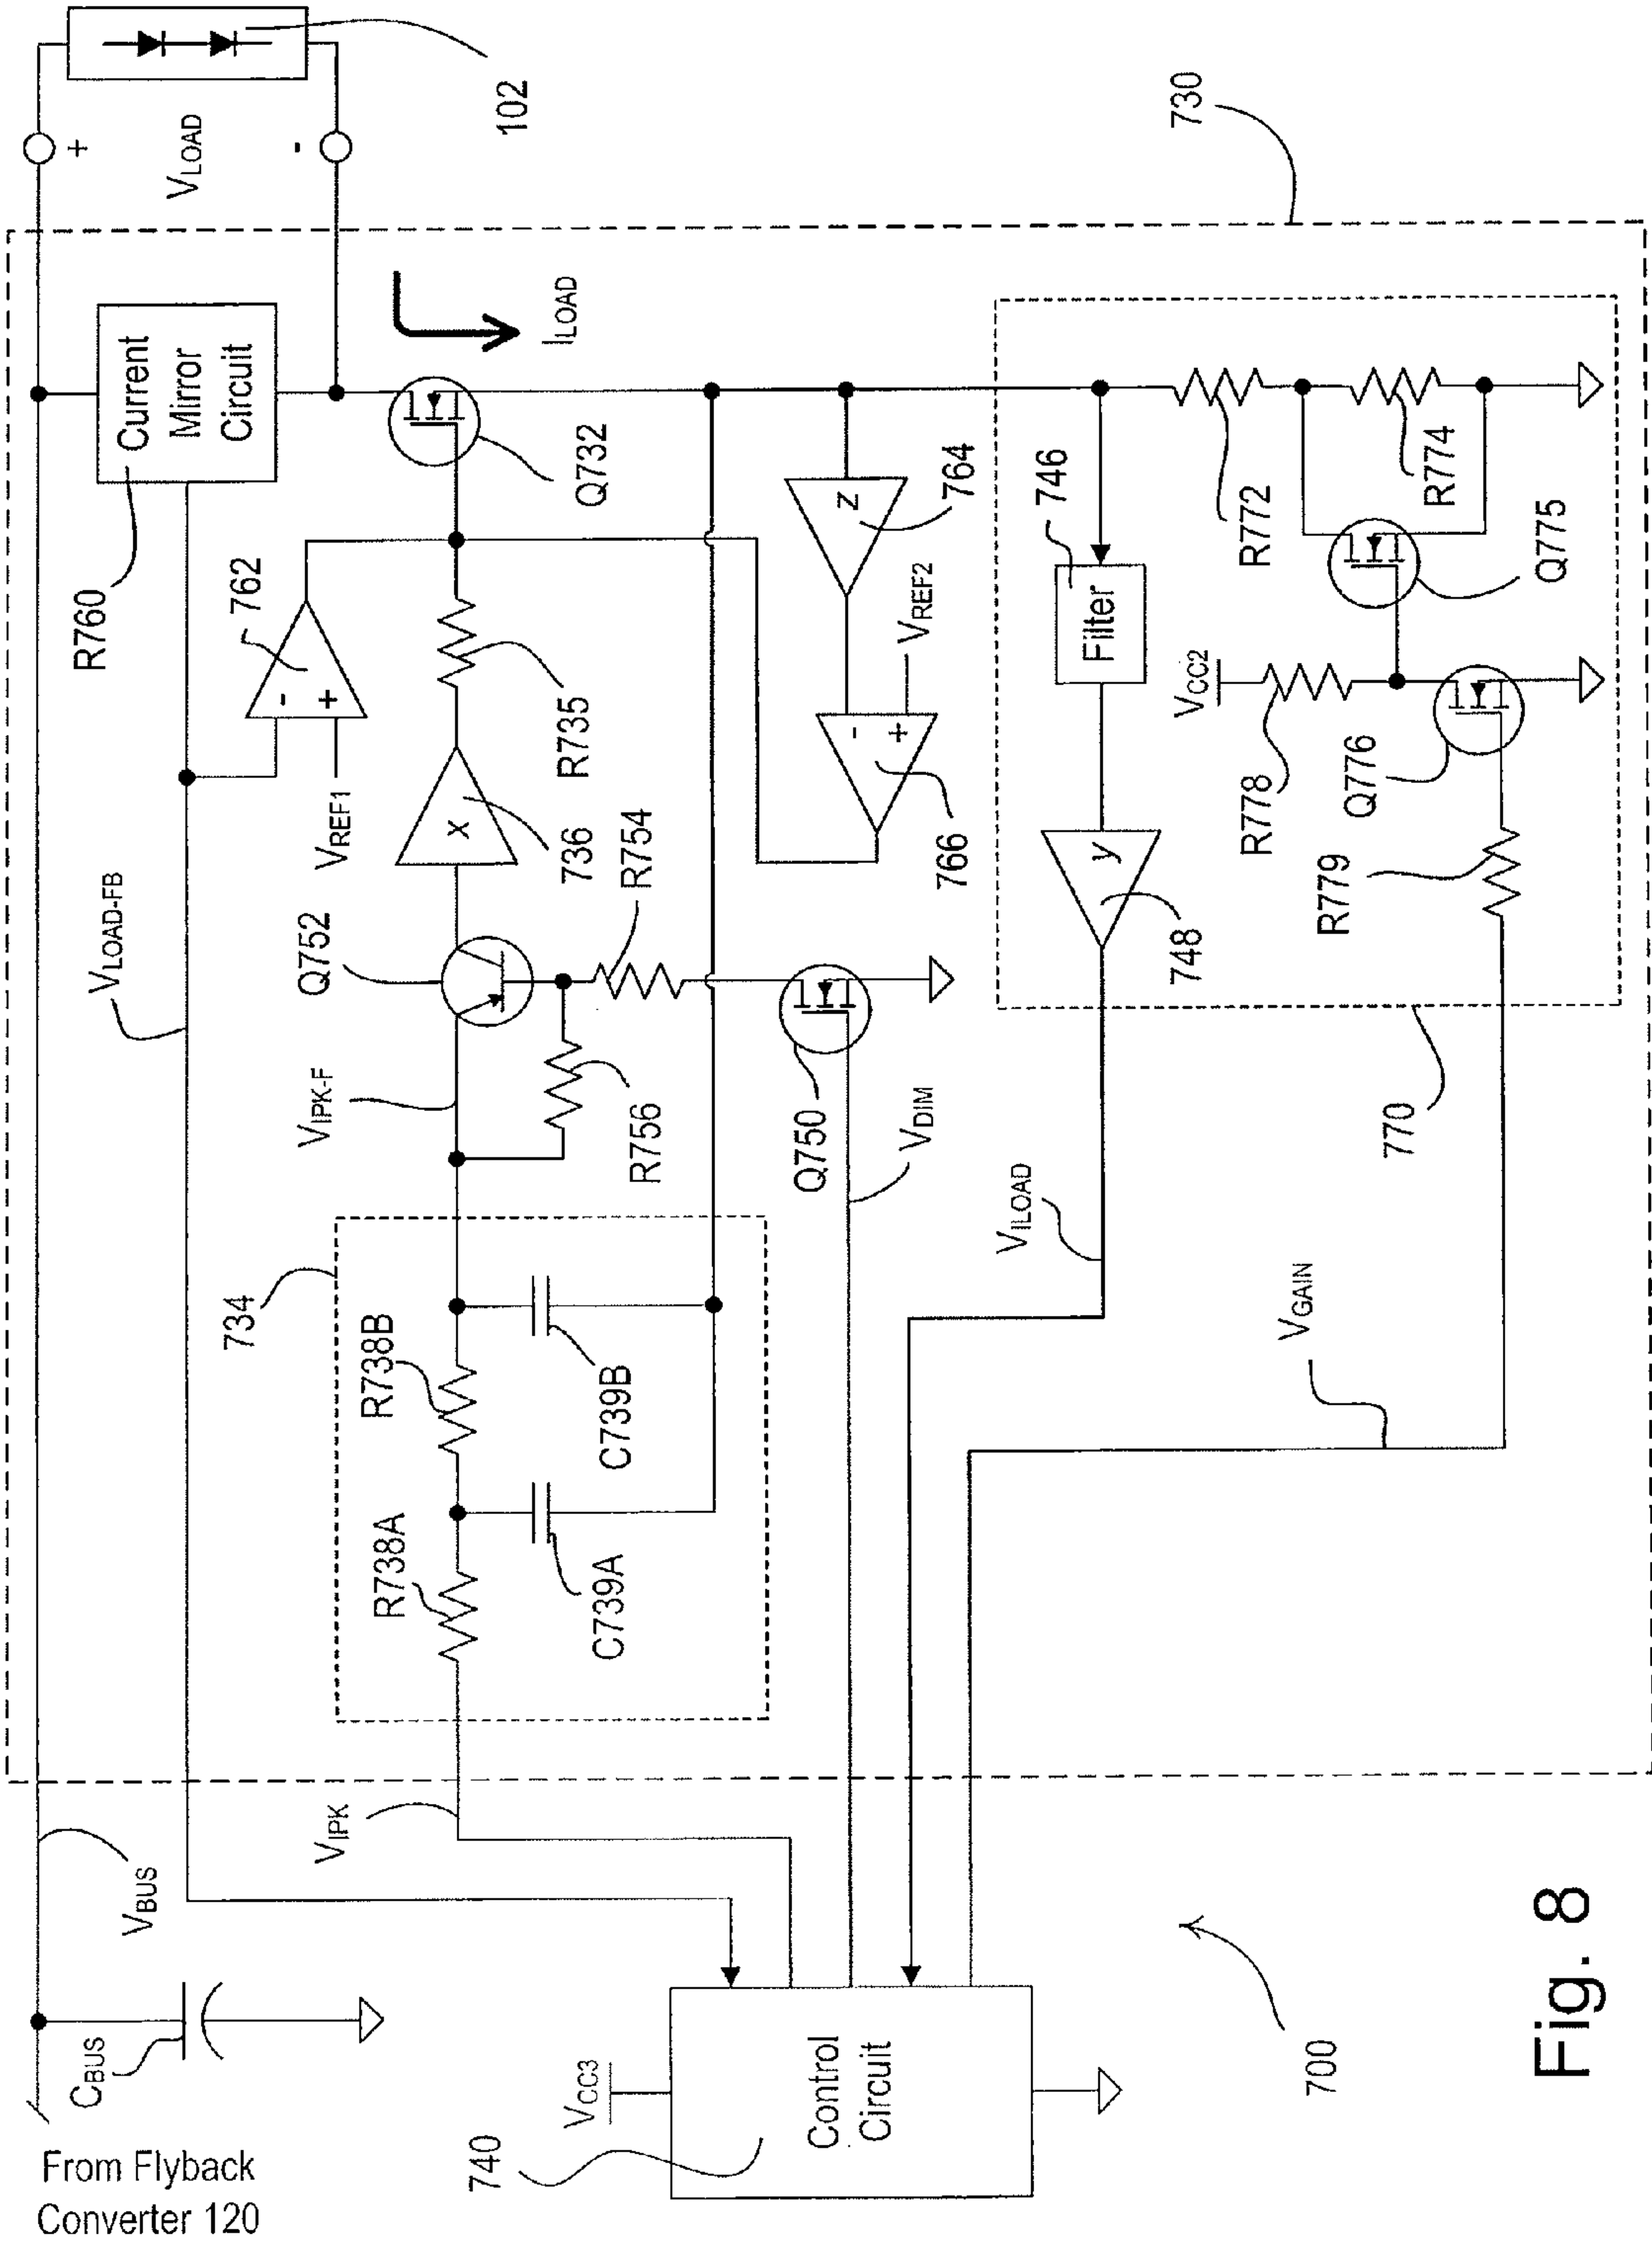 From Flyback
Converter 120
CBUS
VBUS
VLOAD-FB
R760
Current
Mirror
Circuit
+
VLOAD
-
102
730
762
-
+
VREF1
ILOAD
Q732
VIPK
734
R738A
R738B
C739A
C739B
VIPK-F
Q752
R756
R754
x
736
R735
z
764
VREF2
-
+
766
Q750
VDIM
VCC3
740
Control
Circuit
VILOAD
y
748
746
Filter
R772
R774
Q775
VCC2
R778
Q776
R779
770
VGAIN
700
Fig. 8